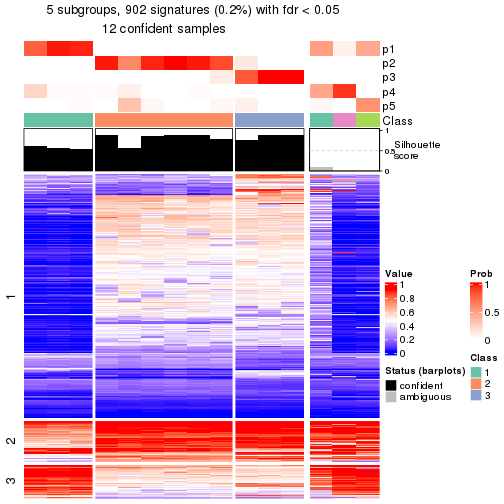 5 subgroups, 902 signatures (0.2%) with fdr < 0.05
12 confident samples
p1
p2
p3
p4
p5
Class
1
0.5
0
Silhouette
score
1
2
3
Value
1
0.8
0.6
0.4
0.2
0
Prob
1
0.5
0
Status (barplots)
confident
ambiguous
Class
1
2
3